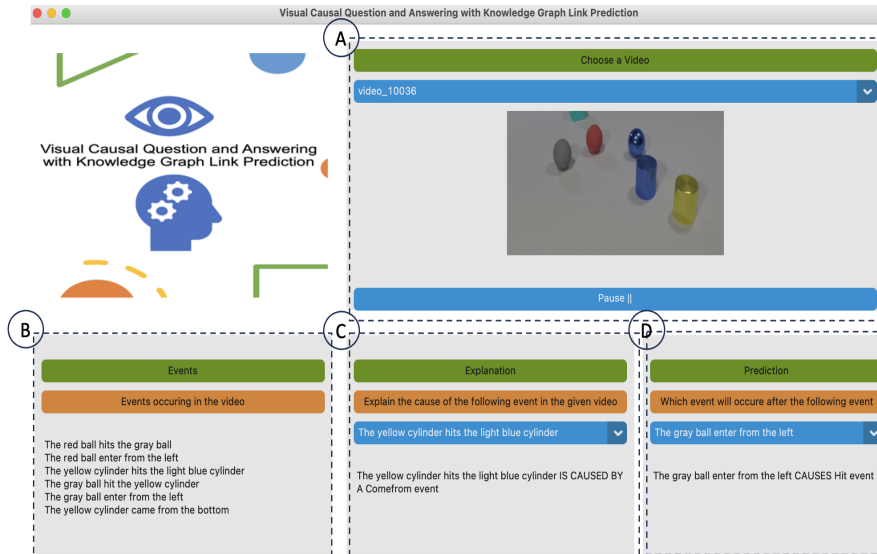 Visual Causal Question and Answering with Knowledge Graph Link Prediction
Visual Causal Question and Answering
with Knowledge Graph Link Prediction
A
Choose a Video
video_10036
Pause ||
B
Events
Events occuring in the video
The red ball hits the gray ball
The red ball enter from the left
The yellow cylinder hits the light blue cylinder
The gray ball hit the yellow cylinder
The gray ball enter from the left
The yellow cylinder came from the bottom
C
Explanation
Explain the cause of the following event in the given video
The yellow cylinder hits the light blue cylinder
The yellow cylinder hits the light blue cylinder IS CAUSED BY
A Comefrom event
D
Prediction
Which event will occure after the following event
The gray ball enter from the left
The gray ball enter from the left CAUSES Hit event